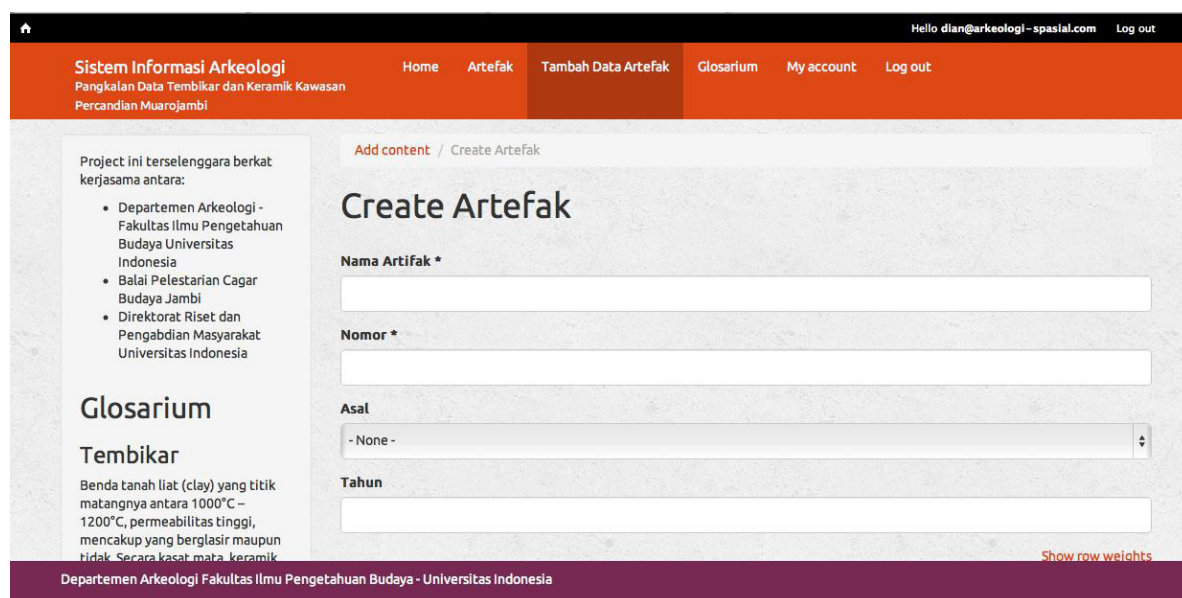 Hello dian@arkeologi-spasial.com Log out
Sistem Informasi Arkeologi
Pangkalan Data Tembikar dan Keramik Kawasan
Percandian Muarojambi
Home Artefak Tambah Data Artefak Glosarium My account Log out
Project ini terselenggara berkat
kerjasama antara:
• Departemen Arkeologi -
Fakultas Ilmu Pengetahuan
Budaya Universitas
Indonesia
• Balai Pelestarian Cagar
Budaya Jambi
• Direktorat Riset dan
Pengabdian Masyarakat
Universitas Indonesia
Glosarium
Tembikar
Benda tanah liat (clay) yang titik
matangnya antara 1000°C –
1200°C, permeabilitas tinggi,
mencakup yang berglasir maupun
tidak. Secara kasat mata, keramik
Add content / Create Artefak
Create Artefak
Nama Artifak *
Nomor *
Asal
- None -
Tahun
Show row weights
Departemen Arkeologi Fakultas Ilmu Pengetahuan Budaya - Universitas Indonesia